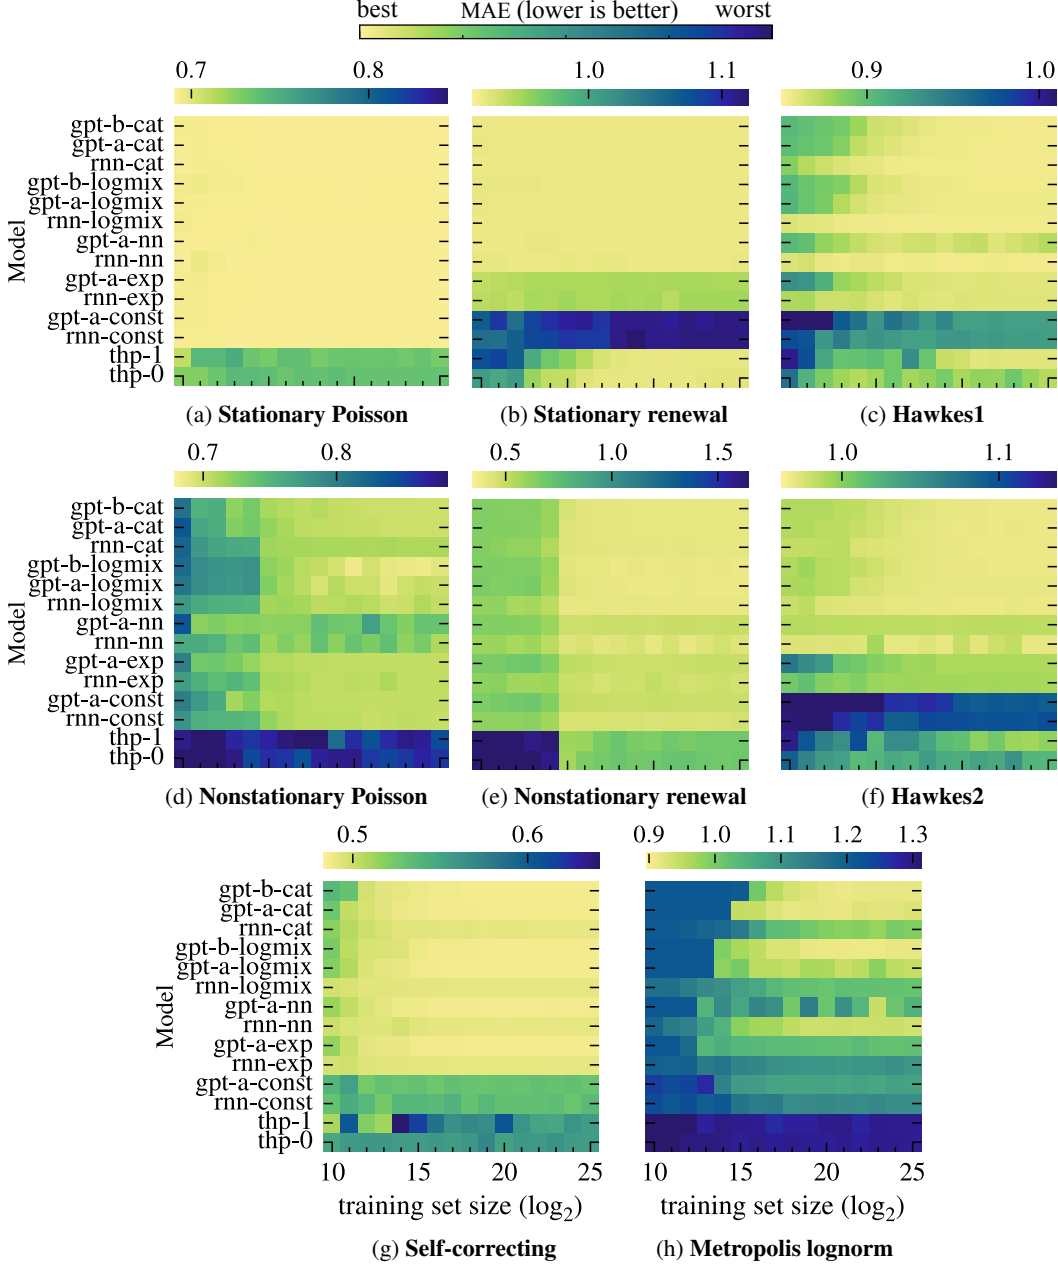 best MAE (lower is better) worst
0.7 0.8
1.0 1.1
0.9 1.0
Model
gpt-b-cat
gpt-a-cat
rnn-cat
gpt-b-logmix
gpt-a-logmix
rnn-logmix
gpt-a-nn
rnn-nn
gpt-a-exp
rnn-exp
gpt-a-const
rnn-const
thp-1
thp-0
(a) Stationary Poisson
(b) Stationary renewal
(c) Hawkes1
0.7 0.8
0.5 1.0 1.5
1.0 1.1
Model
gpt-b-cat
gpt-a-cat
rnn-cat
gpt-b-logmix
gpt-a-logmix
rnn-logmix
gpt-a-nn
rnn-nn
gpt-a-exp
rnn-exp
gpt-a-const
rnn-const
thp-1
thp-0
(d) Nonstationary Poisson
(e) Nonstationary renewal
(f) Hawkes2
0.5 0.6
0.9 1.0 1.1 1.2 1.3
Model
gpt-b-cat
gpt-a-cat
rnn-cat
gpt-b-logmix
gpt-a-logmix
rnn-logmix
gpt-a-nn
rnn-nn
gpt-a-exp
rnn-exp
gpt-a-const
rnn-const
thp-1
thp-0
10 15 20 25
10 15 20 25
training set size (log₂)
training set size (log₂)
(g) Self-correcting
(h) Metropolis lognorm